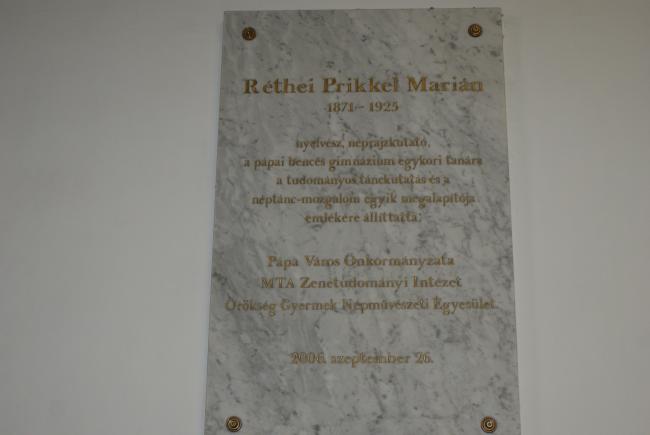 Réthei Prikkel Marián
1871 - 1925
nyelvész, néprajzkutató,
a pápai bencés gimnázium egykori tanára
a tudományos tánckutatás és a
néptánc-mozgalom egyik megalapítója
emlékére állíttatta:
Pápa Város Önkormányzata
MTA Zenetudományi Intézet
Örökség Gyermek Népművészeti Egyesület
2006. szeptember 26.